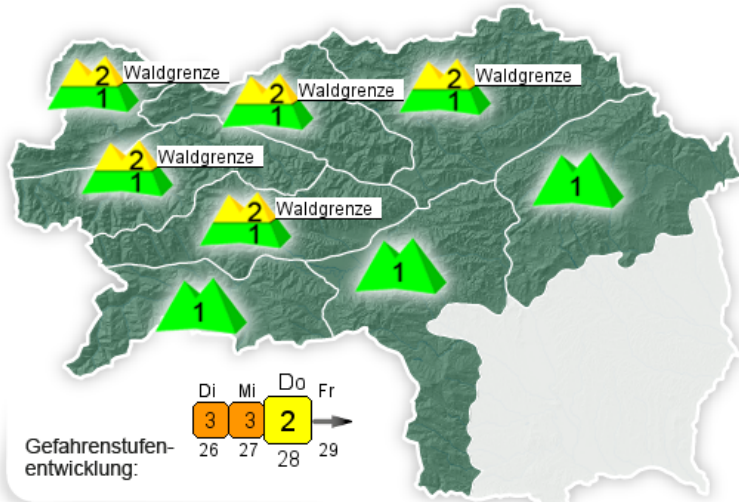 2 Waldgrenze
1
2 Waldgrenze
1
2 Waldgrenze
1
2 Waldgrenze
1
1
2 Waldgrenze
1
1
1
Di Mi Do Fr
3 3 2
26 27 28 29
Gefahrenstufen-
entwicklung: